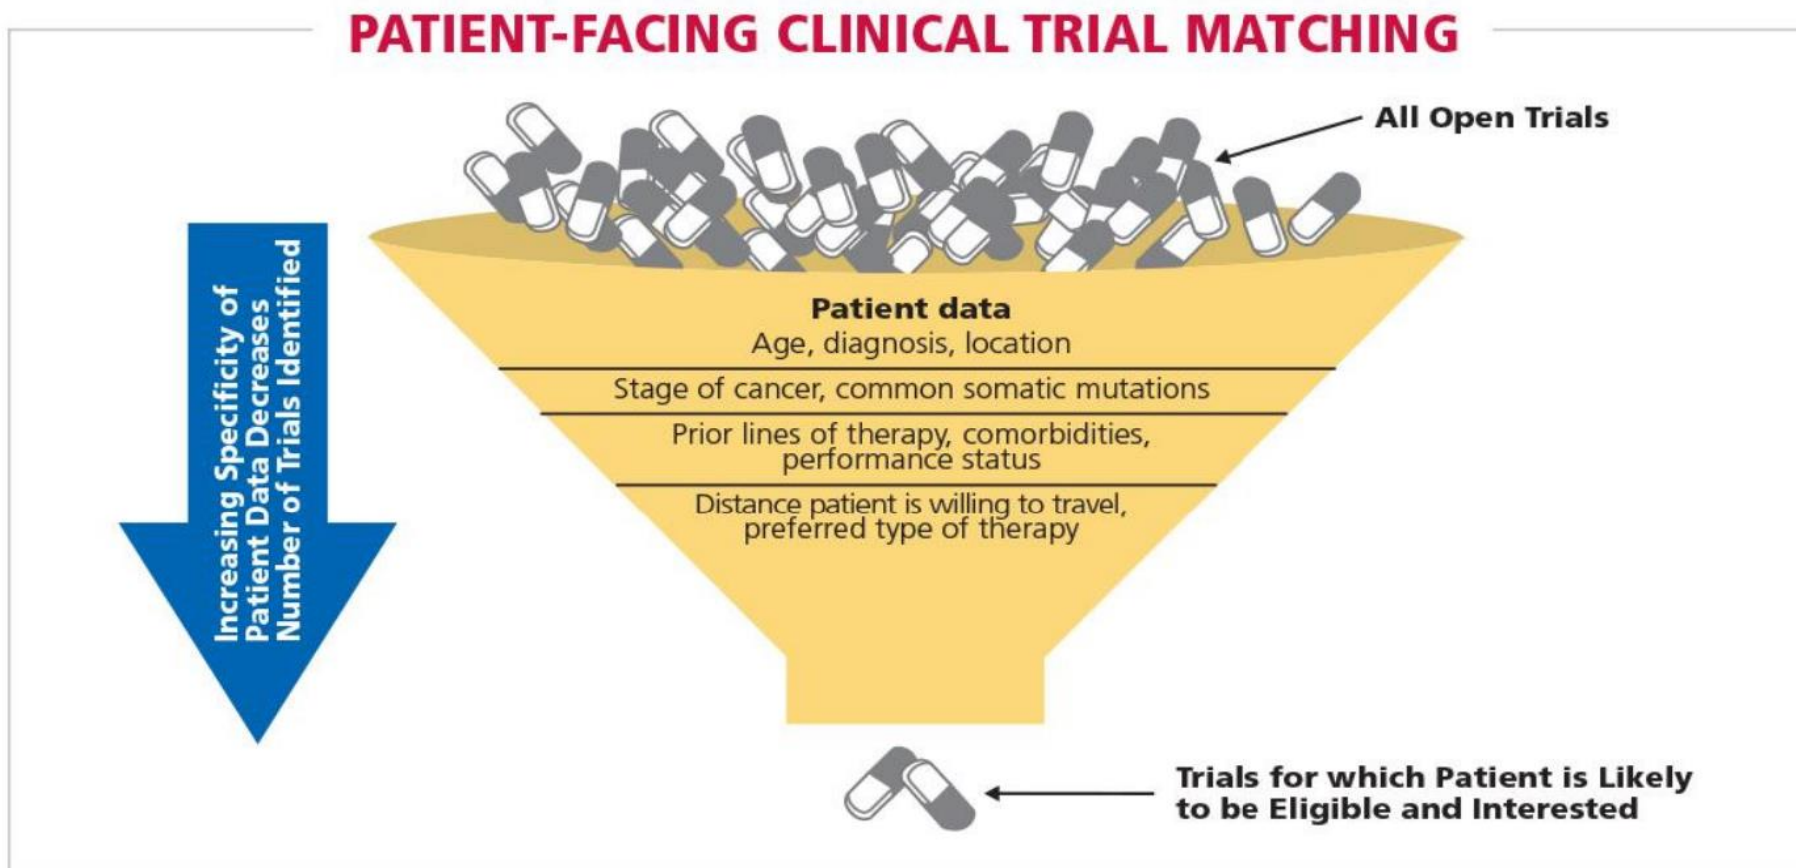 PATIENT-FACING CLINICAL TRIAL MATCHING
All Open Trials
Increasing Specificity of
Patient Data Decreases
Number of Trials Identified
Patient data
Age, diagnosis, location
Stage of cancer, common somatic mutations
Prior lines of therapy, comorbidities,
performance status
Distance patient is willing to travel,
preferred type of therapy
Trials for which Patient is Likely
to be Eligible and Interested